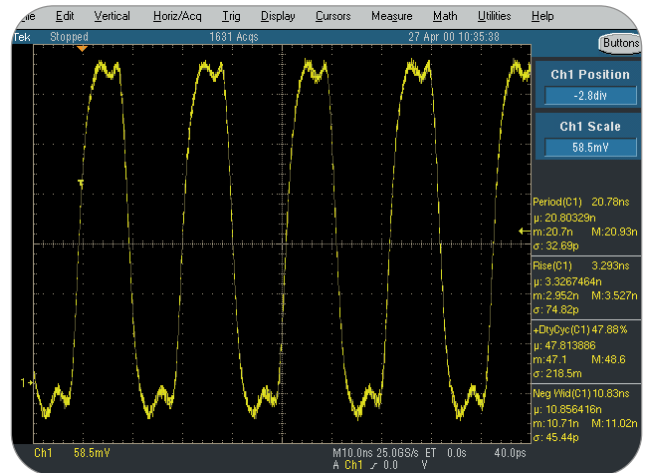 Edit Vertical Horiz/Acq Trig Display Cursors Measure Math Utilities Help
Tek Stopped 1631 Acqs 27 Apr 00 10:35:38
Buttons
Ch1 Position
-2.8div
Ch1 Scale
58.5mV
Period(C1) 20.78ns
µ: 20.80329n
m:20.7n M:20.93n
σ: 32.69p
Rise(C1) 3.293ns
µ: 3.3267464n
m:2.952n M:3.527n
σ: 74.82p
+DtyCyc(C1) 47.88%
µ: 47.813886
m:47.1 M:48.6
σ: 218.5m
Neg Wid(C1) 10.83ns
µ: 10.856416n
m: 10.71n M: 11.02n
σ: 45.44p
T
1
Ch1 58.5mV M10.0ns 25.0GS/s ET 0.0s 40.0ps
A Ch1 0.0 V